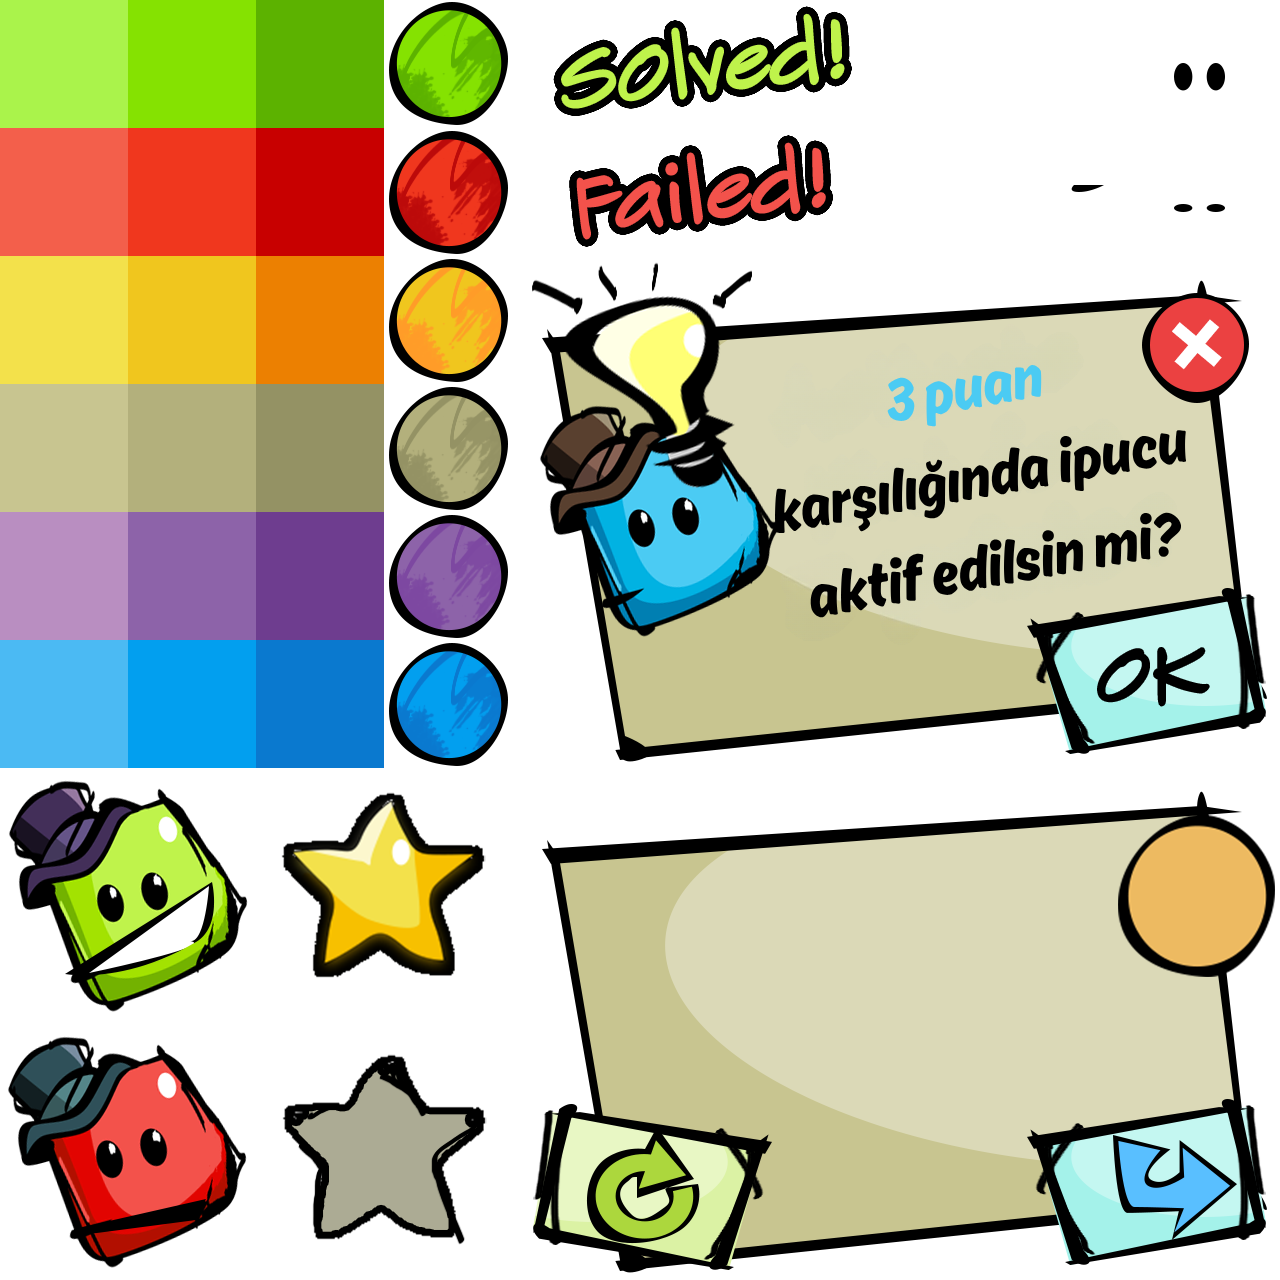 Solved!
Failed!
3 puan
karşılığında ipucu
aktif edilsin mi?
OK